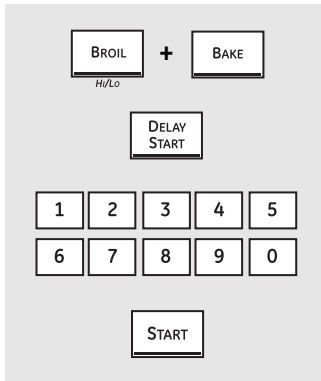 BROIL + BAKE
HI/LO
DELAY
START
1 2 3 4 5
6 7 8 9 0
START